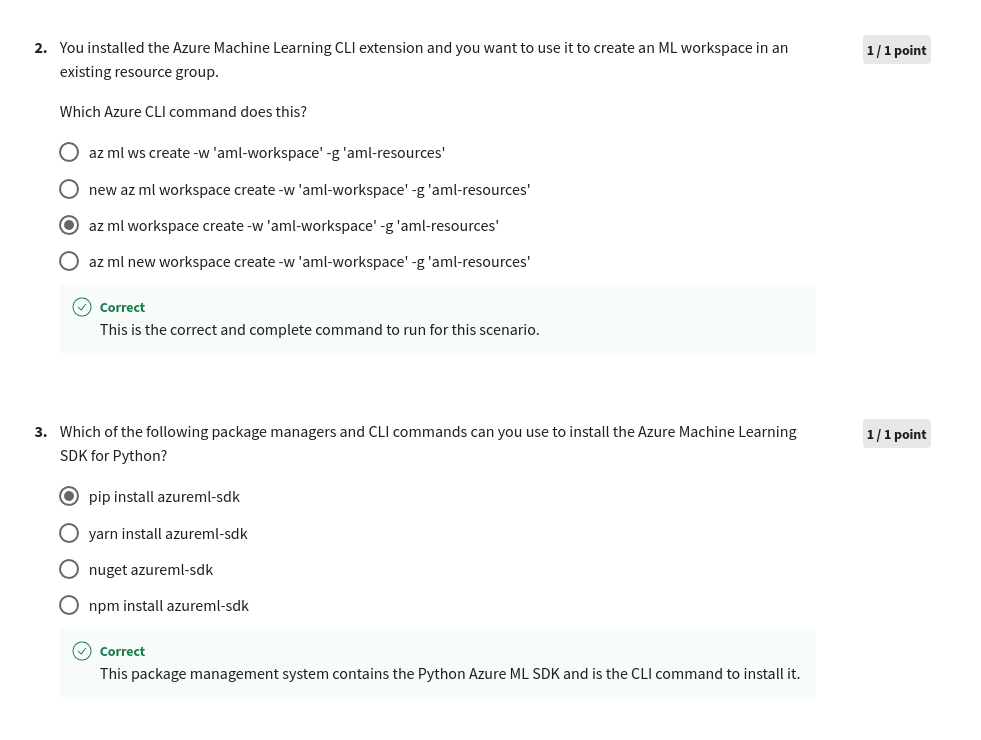 2. You installed the Azure Machine Learning CLI extension and you want to use it to create an ML workspace in an
1 / 1 point
existing resource group.
Which Azure CLI command does this?
az ml ws create -w 'aml-workspace' -g 'aml-resources'
new az ml workspace create -w 'aml-workspace' -g 'aml-resources'
az ml workspace create -w 'aml-workspace' -g 'aml-resources'
az ml new workspace create -w 'aml-workspace' -g 'aml-resources'
Correct
This is the correct and complete command to run for this scenario.
3. Which of the following package managers and CLI commands can you use to install the Azure Machine Learning
1 / 1 point
SDK for Python?
pip install azureml-sdk
yarn install azureml-sdk
nuget azureml-sdk
npm install azureml-sdk
Correct
This package management system contains the Python Azure ML SDK and is the CLI command to install it.